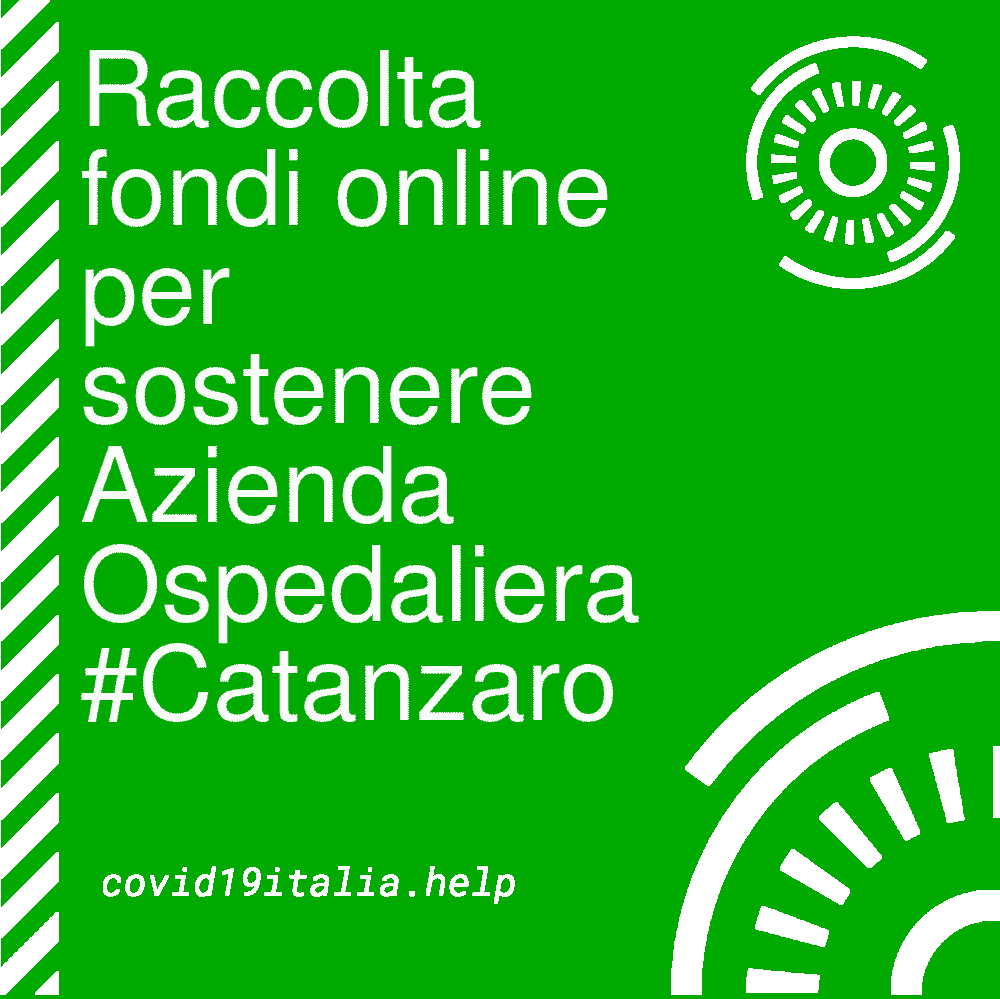 Raccolta
fondi online
per
sostenere
Azienda
Ospedaliera
#Catanzaro
covid19italia.help